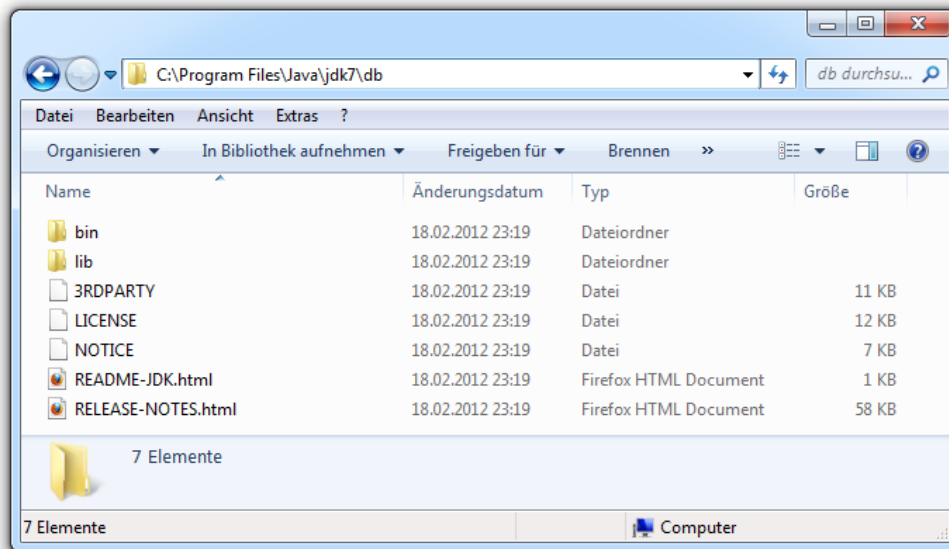 C:\Program Files\Java\jdk7\db db durchsu...
Datei Bearbeiten Ansicht Extras ?
Organisieren In Bibliothek aufnehmen Freigeben für Brennen »
Name Änderungsdatum Typ Größe
bin 18.02.2012 23:19 Dateiordner
lib 18.02.2012 23:19 Dateiordner
3RDPARTY 18.02.2012 23:19 Datei 11 KB
LICENSE 18.02.2012 23:19 Datei 12 KB
NOTICE 18.02.2012 23:19 Datei 7 KB
README-JDK.html 18.02.2012 23:19 Firefox HTML Document 1 KB
RELEASE-NOTES.html 18.02.2012 23:19 Firefox HTML Document 58 KB
7 Elemente
7 Elemente Computer